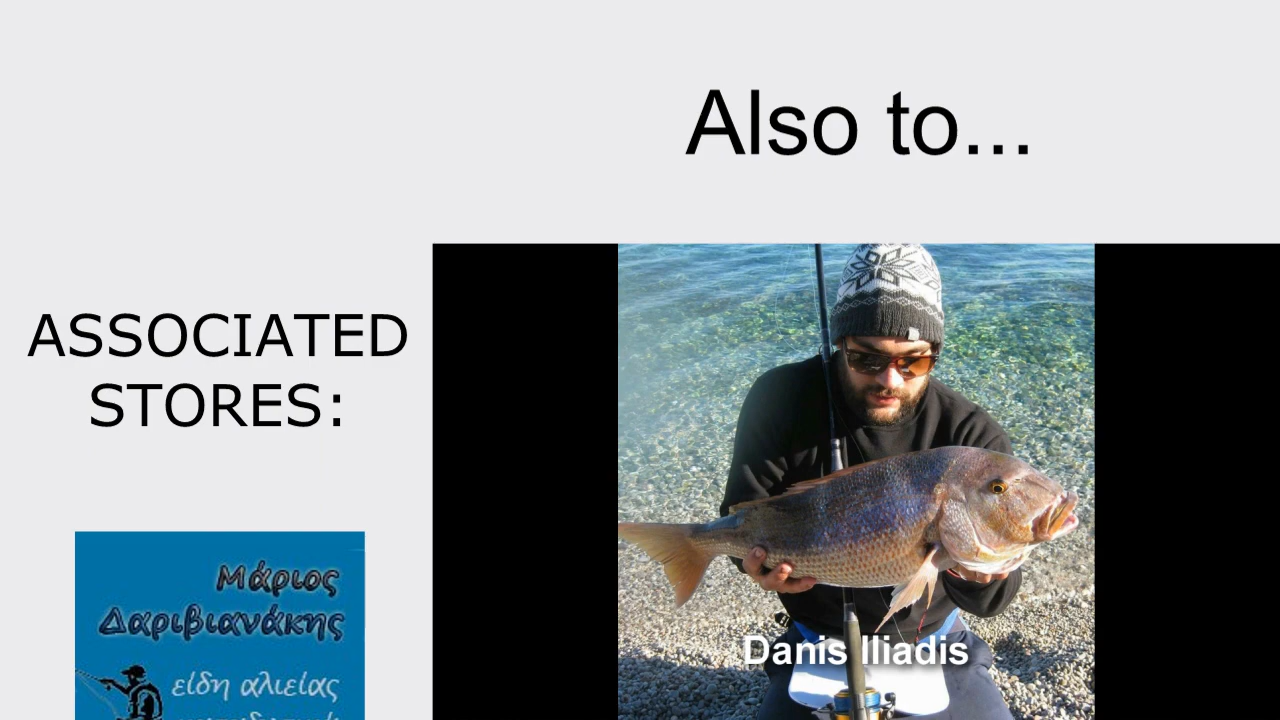 Also to...
ASSOCIATED
STORES:
Μάριος
Δαριβιανάκης
είδη αλιείας
Danis Iliadis